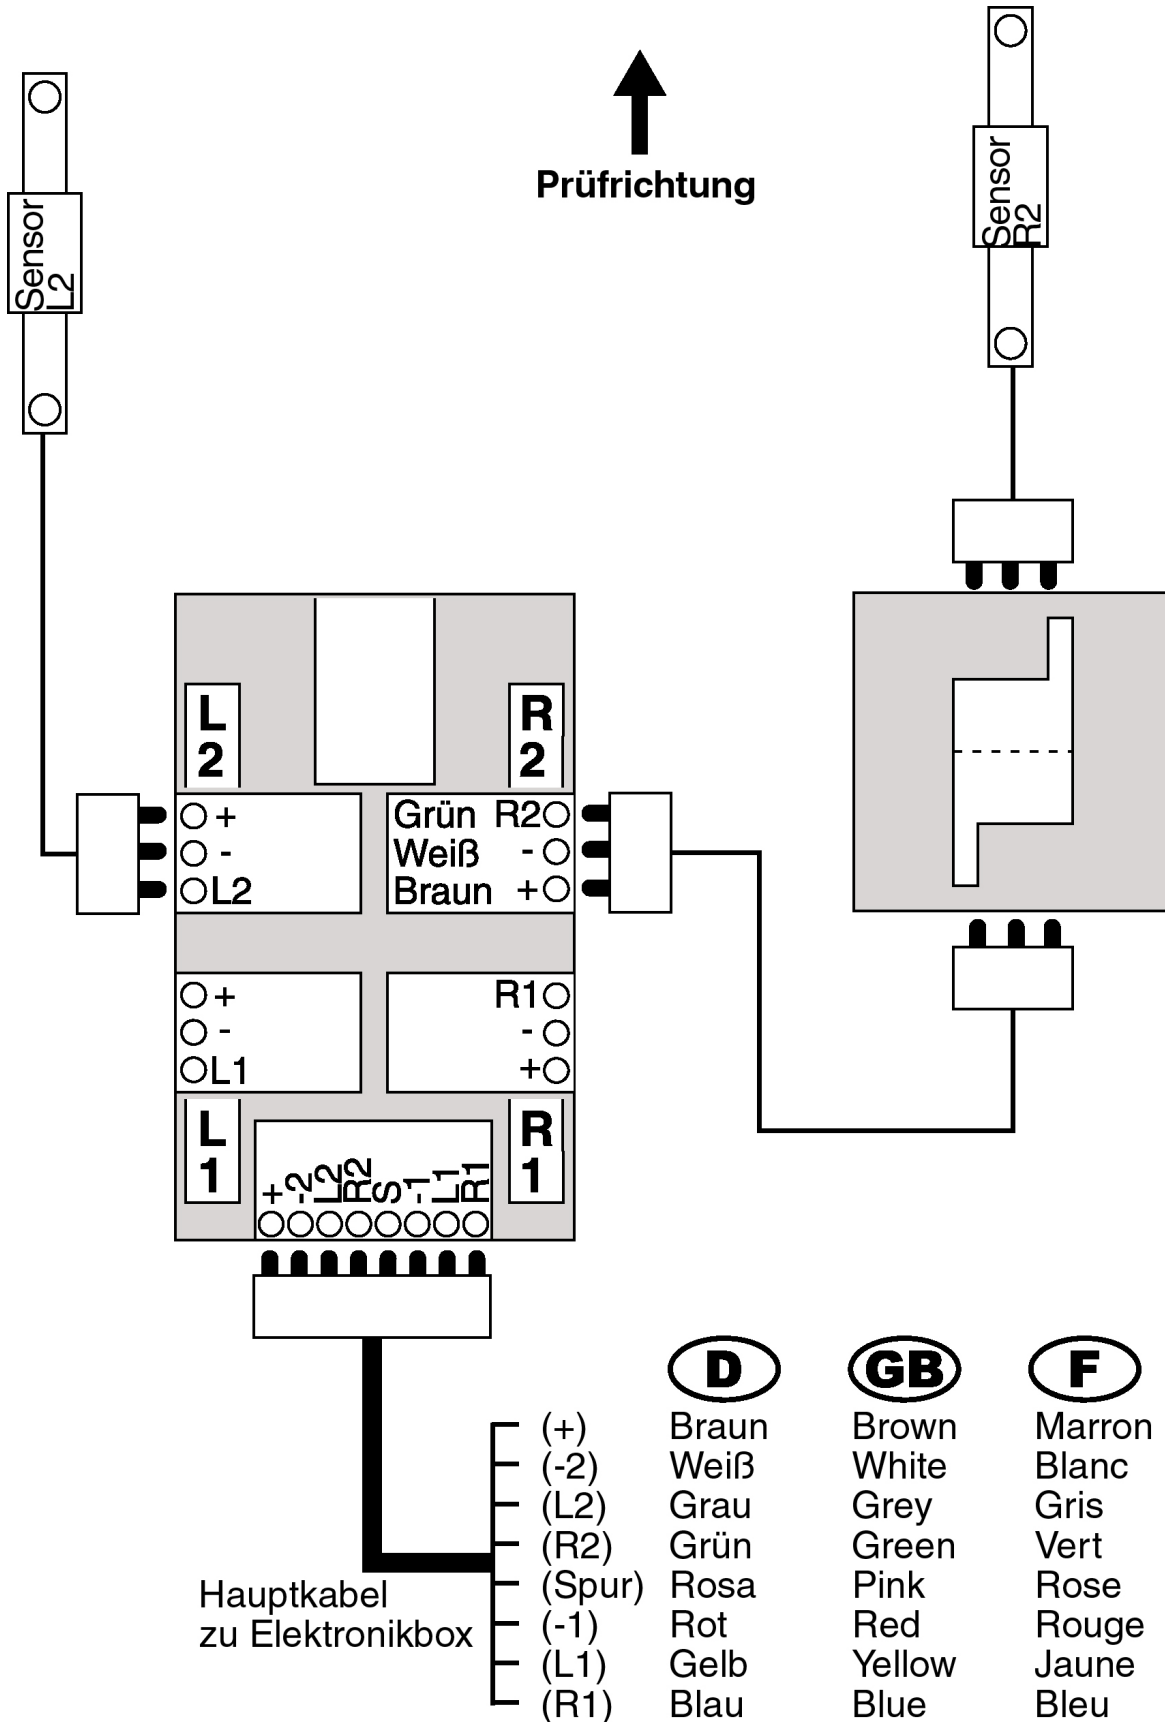 Prüfrichtung
Sensor
L2
Sensor
R2
L
2
R
2
+
-
L2
Grün R2
Weiß -
Braun +
+
-
L1
R1
-
+
L
1
R
1
+
-2
L2
R2
S
-1
L1
R1
Hauptkabel
zu Elektronikbox
D GB F
(+) Braun Brown Marron
(-2) Weiß White Blanc
(L2) Grau Grey Gris
(R2) Grün Green Vert
(Spur) Rosa Pink Rose
(-1) Rot Red Rouge
(L1) Gelb Yellow Jaune
(R1) Blau Blue Bleu